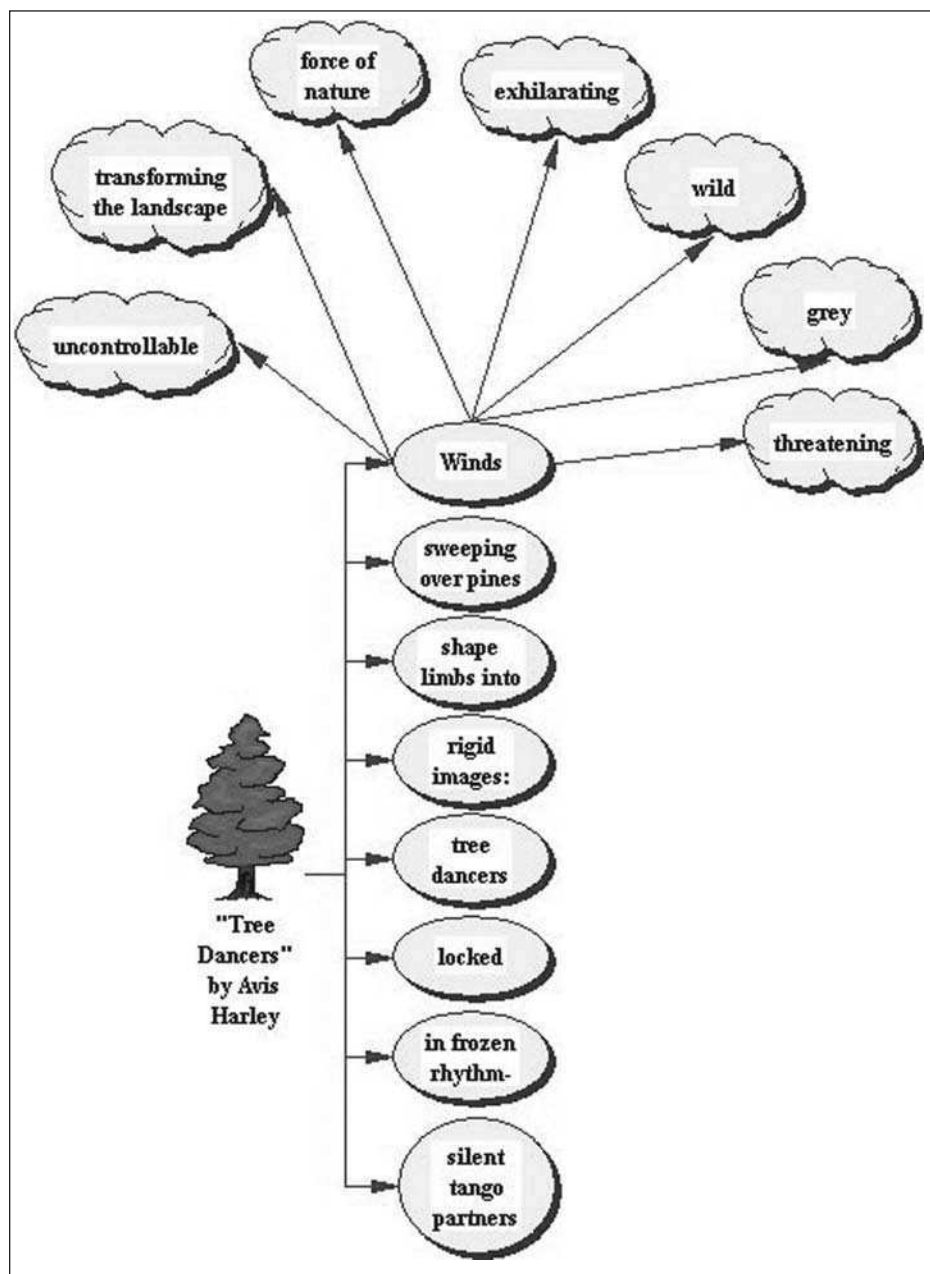 force of
nature
exhilarating
transforming
the landscape
wild
grey
uncontrollable
threatening
Winds
sweeping
over pines
shape
limbs into
rigid
images:
tree
dancers
locked
in frozen
rhythm-
silent
tango
partners
"Tree
Dancers"
by Avis
Harley